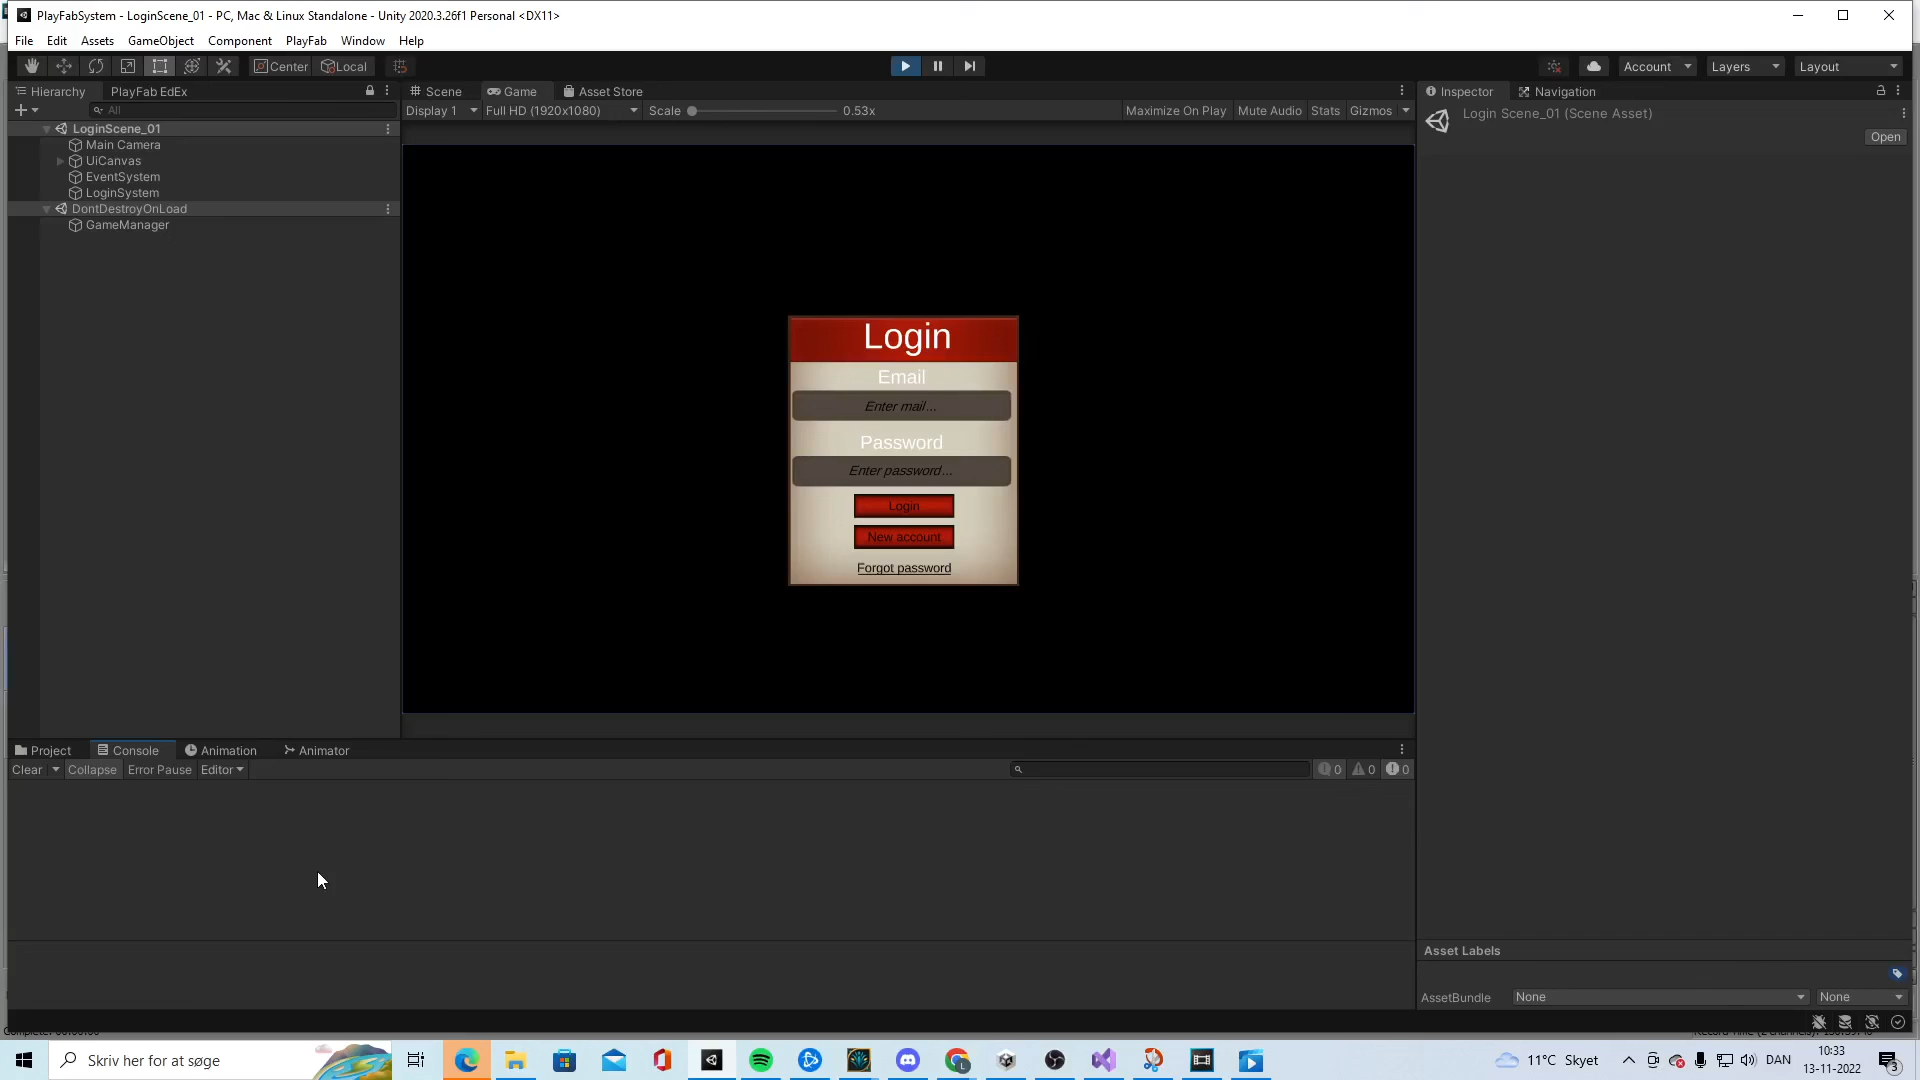 PlayFabSystem - LoginScene_01 - PC, Mac & Linux Standalone - Unity 2020.3.26f1 Personal <DX11>
File Edit Assets GameObject Component PlayFab Window Help
Center Local Account Layers Layout
Hierarchy PlayFab EdEx
All
LoginScene_01
Main Camera
UiCanvas
EventSystem
LoginSystem
DontDestroyOnLoad
GameManager
Scene Game Asset Store
Display 1 Full HD (1920x1080) Scale 0.53x Maximize On Play Mute Audio Stats Gizmos
Login
Email
Enter mail...
Password
Enter password...
Login
New account
Forgot password
Inspector Navigation
Login Scene_01 (Scene Asset)
Open
Project Console Animation Animator
Clear Collapse Error Pause Editor 0 0 0
Asset Labels
AssetBundle None None
Skriv her for at søge
11°C Skyet DAN
10:33
13-11-2022
3